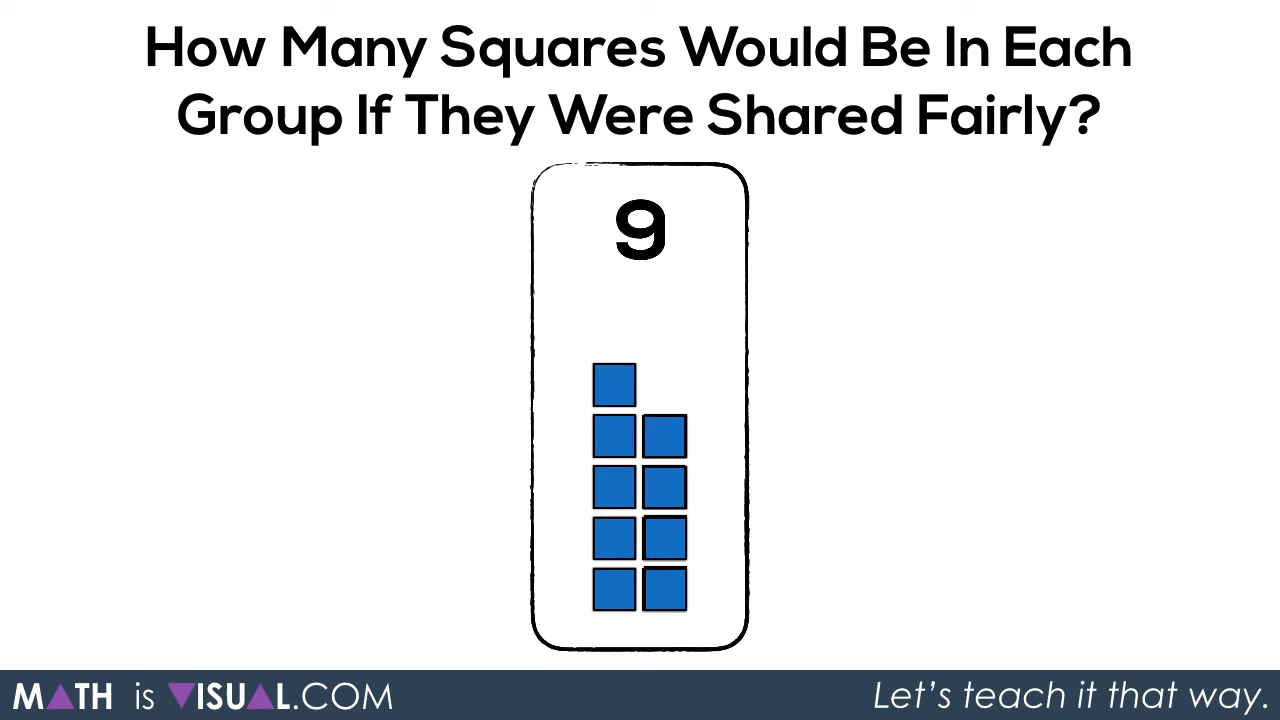 How Many Squares Would Be In Each
Group If They Were Shared Fairly?
9
MATH is VISUAL.COM
Let's teach it that way.